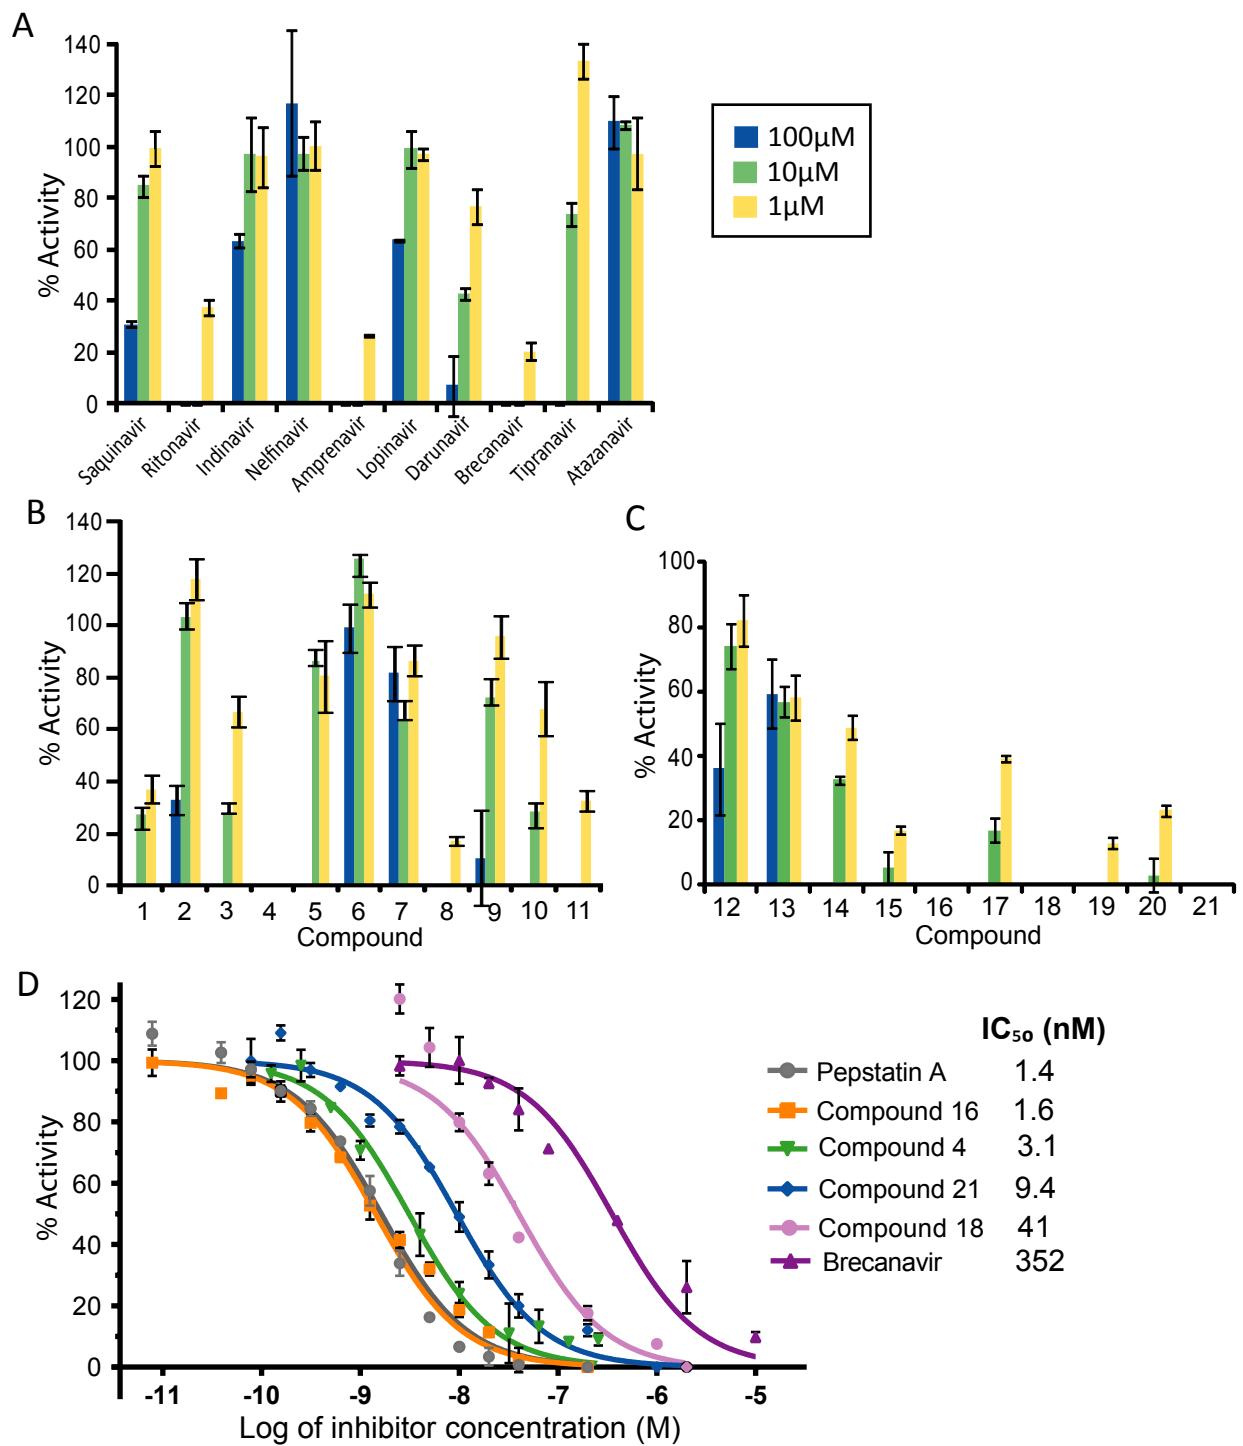 A
140
120
100
80
60
40
20
0
% Activity
Saquinavir
Ritonavir
Indinavir
Nelfinavir
Amprenavir
Lopinavir
Darunavir
Brecanavir
Tipranavir
Atazanavir
100µM
10µM
1µM
B
140
120
100
80
60
40
20
0
% Activity
1 2 3 4 5 6 7 8 9 10 11
Compound
C
100
80
60
40
20
0
% Activity
12 13 14 15 16 17 18 19 20 21
Compound
D
120
100
80
60
40
20
0
% Activity
-11 -10 -9 -8 -7 -6 -5
Log of inhibitor concentration (M)
IC₅₀ (nM)
Pepstatin A 1.4
Compound 16 1.6
Compound 4 3.1
Compound 21 9.4
Compound 18 41
Brecanavir 352